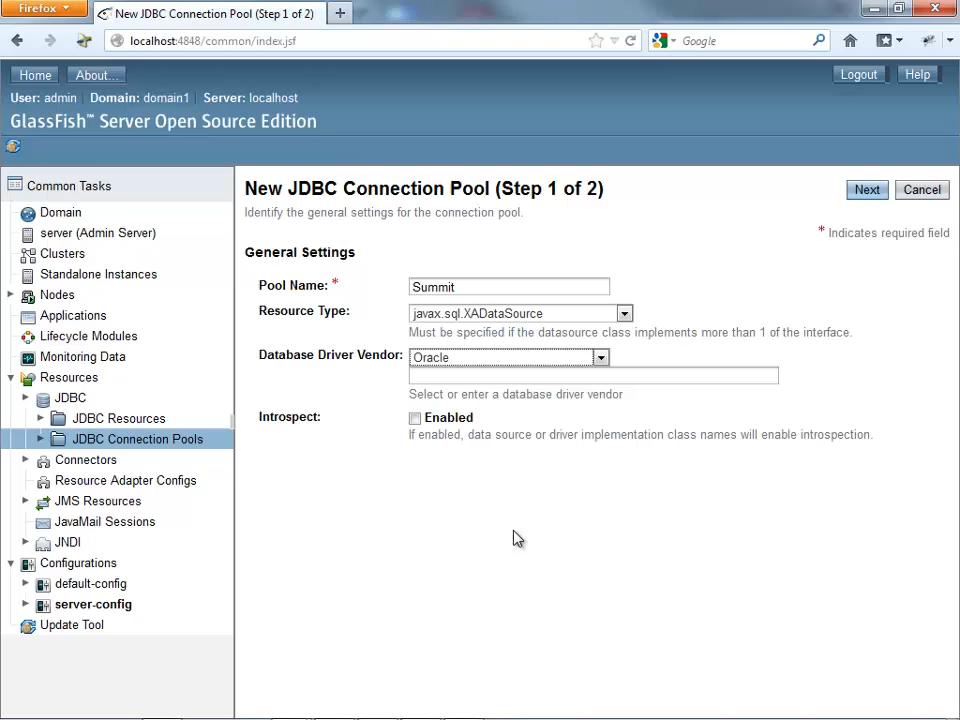 Firefox
New JDBC Connection Pool (Step 1 of 2)
localhost:4848/common/index.jsf
Google
Home
About...
Logout
Help
User: admin Domain: domain1 Server: localhost
GlassFish™ Server Open Source Edition
Common Tasks
Domain
server (Admin Server)
Clusters
Standalone Instances
Nodes
Applications
Lifecycle Modules
Monitoring Data
Resources
JDBC
JDBC Resources
JDBC Connection Pools
Connectors
Resource Adapter Configs
JMS Resources
JavaMail Sessions
JNDI
Configurations
default-config
server-config
Update Tool
New JDBC Connection Pool (Step 1 of 2)
Next
Cancel
Identify the general settings for the connection pool.
* Indicates required field
General Settings
Pool Name: * Summit
Resource Type: javax.sql.XADataSource
Must be specified if the datasource class implements more than 1 of the interface.
Database Driver Vendor: Oracle
Select or enter a database driver vendor
Introspect: Enabled
If enabled, data source or driver implementation class names will enable introspection.